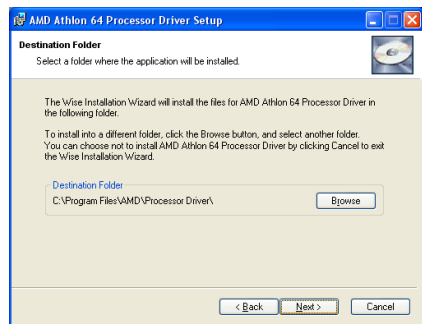 AMD Athlon 64 Processor Driver Setup
Destination Folder
Select a folder where the application will be installed.
The Wise Installation Wizard will install the files for AMD Athlon 64 Processor Driver in
the following folder.
To install into a different folder, click the Browse button, and select another folder.
You can choose not to install AMD Athlon 64 Processor Driver by clicking Cancel to exit
the Wise Installation Wizard.
Destination Folder
C:\Program Files\AMD\Processor Driver\
Browse
< Back
Next >
Cancel